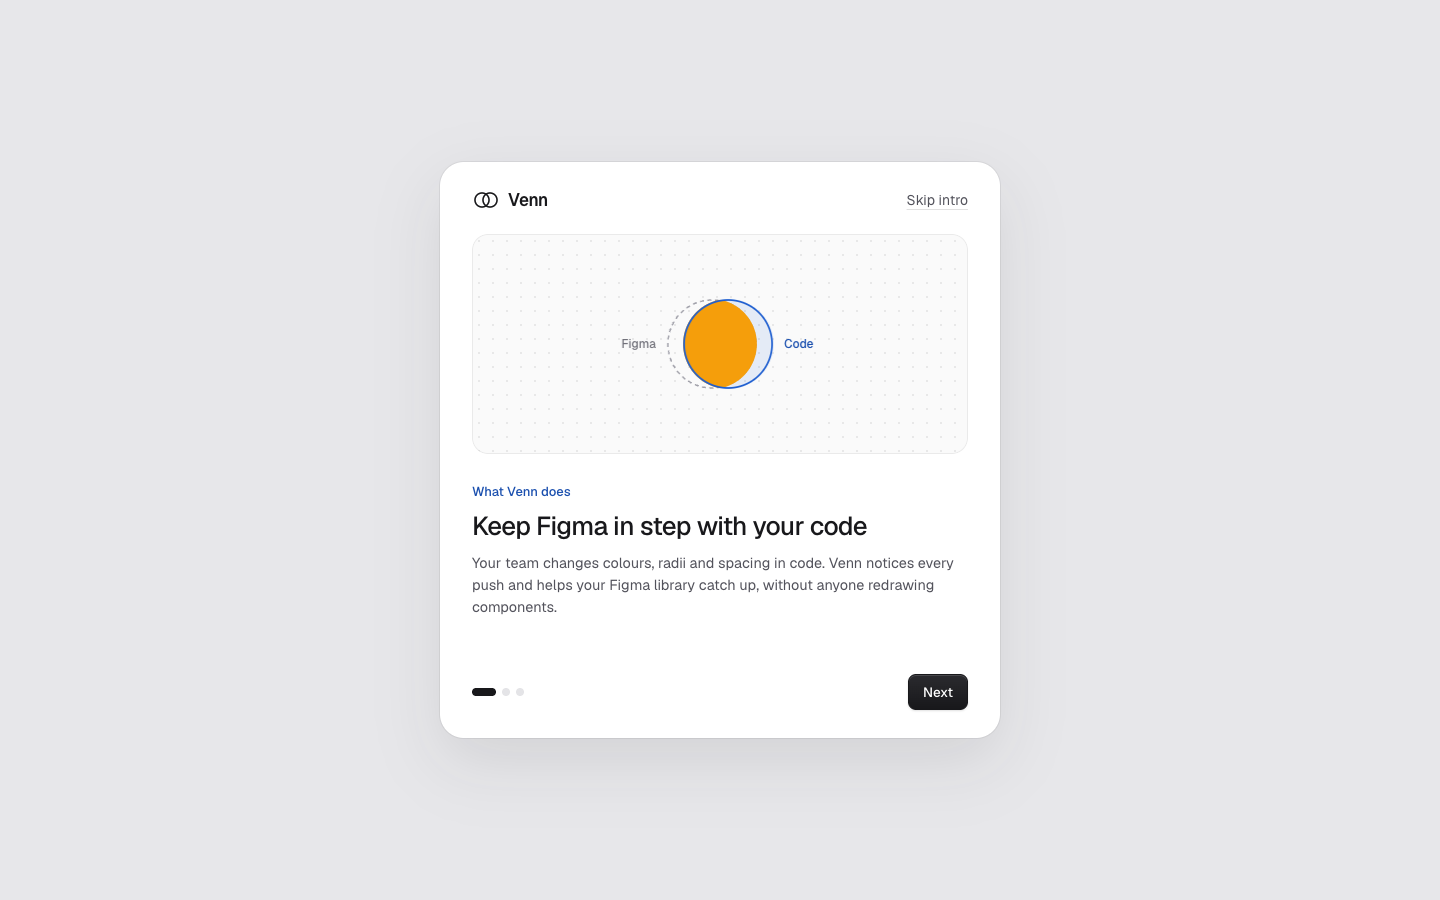 Venn
Skip intro
Figma
Code
What Venn does
Keep Figma in step with your code
Your team changes colours, radii and spacing in code. Venn notices every
push and helps your Figma library catch up, without anyone redrawing
components.
Next